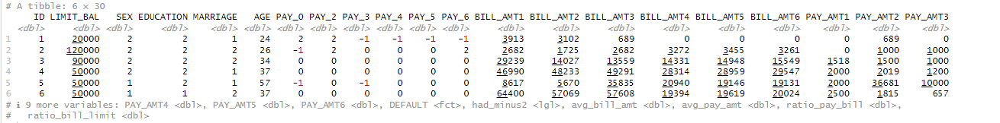 # A tibble: 6 × 30
ID LIMIT_BAL SEX EDUCATION MARRIAGE AGE PAY_0 PAY_2 PAY_3 PAY_4 PAY_5 PAY_6 BILL_AMT1 BILL_AMT2 BILL_AMT3 BILL_AMT4 BILL_AMT5 BILL_AMT6 PAY_AMT1 PAY_AMT2 PAY_AMT3
<dbl> <dbl> <dbl> <dbl> <dbl> <dbl> <dbl> <dbl> <dbl> <dbl> <dbl> <dbl> <dbl> <dbl> <dbl> <dbl> <dbl> <dbl> <dbl> <dbl> <dbl>
1 1 20000 2 2 1 24 2 2 -1 -1 -1 -1 3913 3102 689 0 0 0 0 689 0
2 2 120000 2 2 2 26 -1 2 0 0 0 2 2682 1725 2682 3272 3455 3261 0 1000 1000
3 3 90000 2 2 2 34 0 0 0 0 0 0 29239 14027 13559 14331 14948 15549 1518 1500 1000
4 4 50000 2 2 1 37 0 0 0 0 0 0 46990 48233 49291 28314 28959 29547 2000 2019 1200
5 5 50000 1 2 1 57 -1 0 -1 0 0 0 8617 5670 35835 20940 19146 19131 2000 36681 10000
6 6 50000 1 1 2 37 0 0 0 0 0 0 64400 57069 57608 19394 19619 20024 2500 1815 657
# ℹ 9 more variables: PAY_AMT4 <dbl>, PAY_AMT5 <dbl>, PAY_AMT6 <dbl>, DEFAULT <fct>, had_minus2 <lgl>, avg_bill_amt <dbl>, avg_pay_amt <dbl>, ratio_pay_bill <dbl>,
# ratio_bill_limit <dbl>